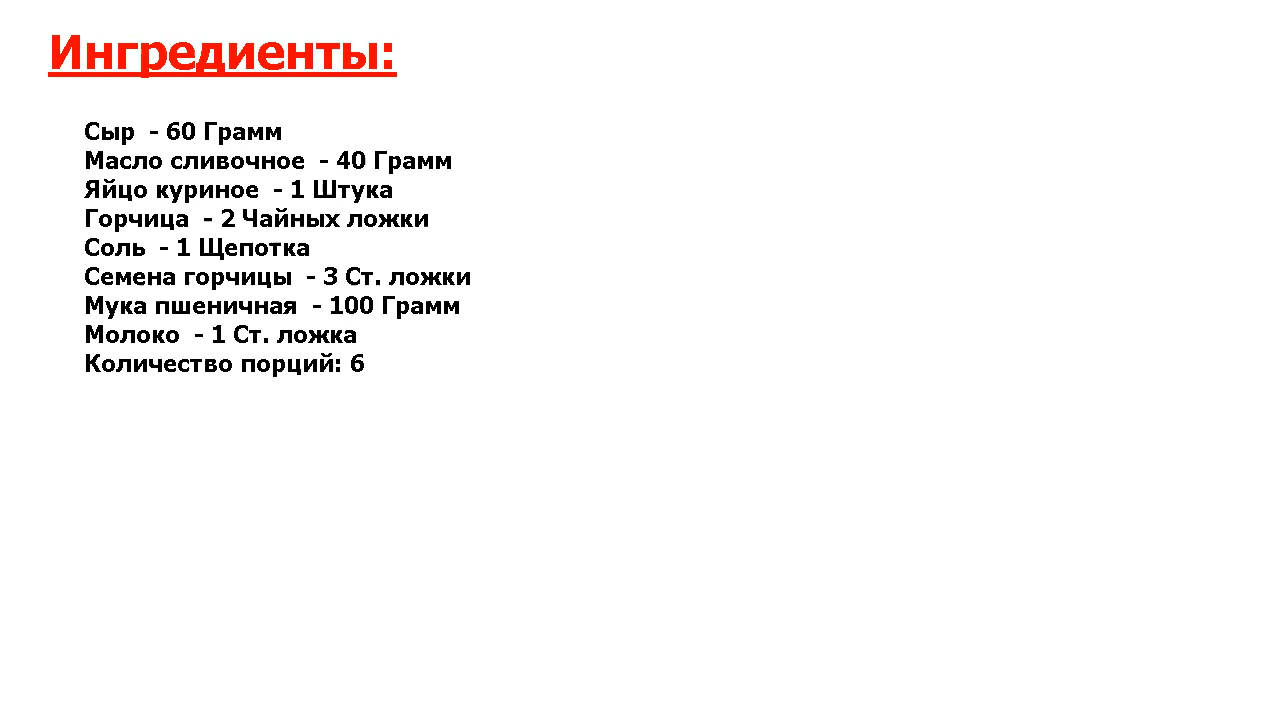 Ингредиенты:
Сыр  - 60 Грамм
Масло сливочное  - 40 Грамм
Яйцо куриное  - 1 Штука
Горчица  - 2 Чайных ложки
Соль  - 1 Щепотка
Семена горчицы  - 3 Ст. ложки
Мука пшеничная  - 100 Грамм
Молоко  - 1 Ст. ложка
Количество порций: 6